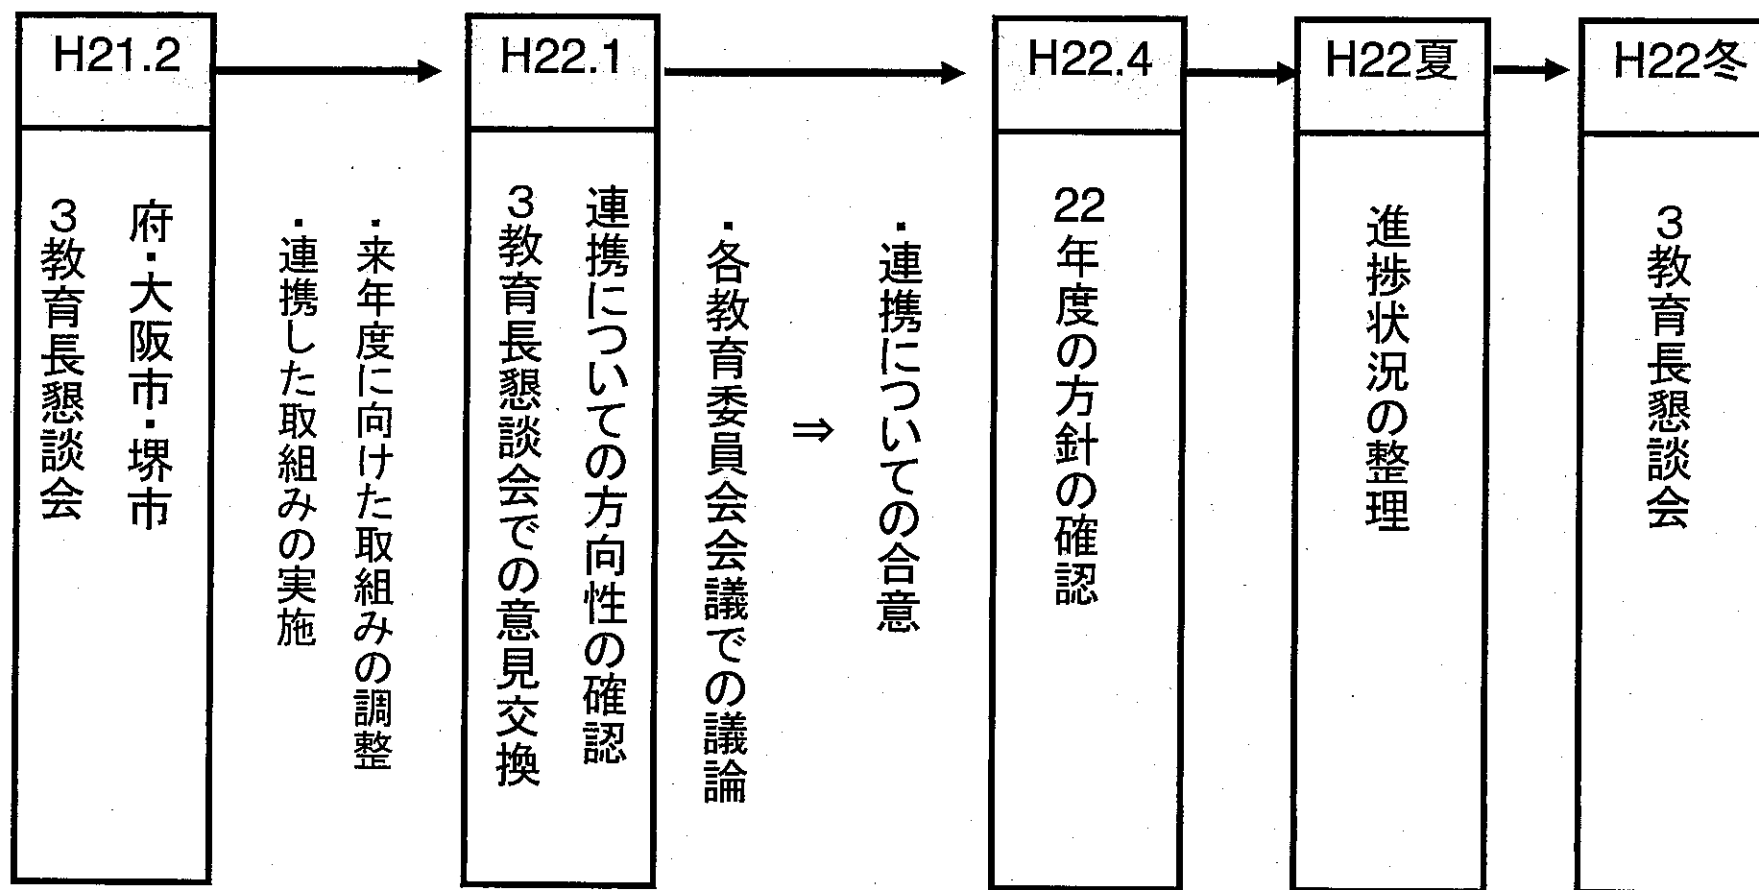 H21.2
府・大阪市・堺市
3教育長懇談会
・来年度に向けた取組みの調整
・連携した取組みの実施
H22.1
連携についての方向性の確認
3教育長懇談会での意見交換
・各教育委員会会議での議論
⇒
・連携についての合意
H22.4
22年度の方針の確認
H22夏
進捗状況の整理
H22冬
3教育長懇談会